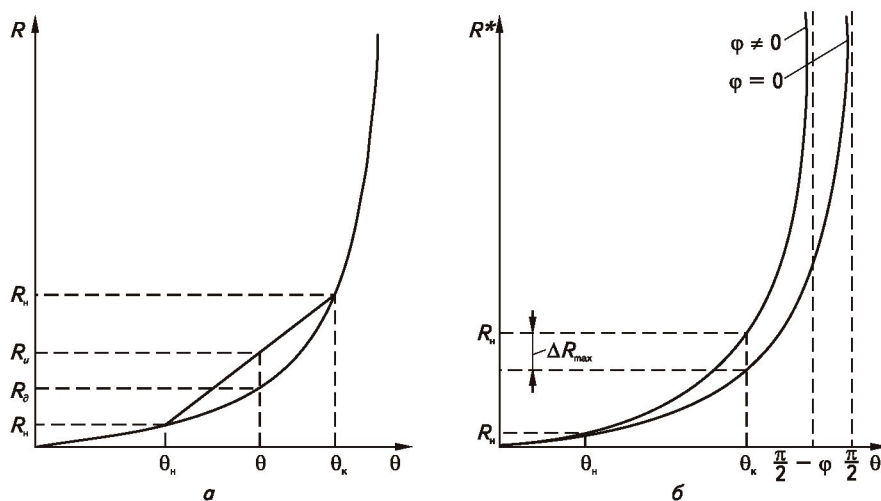 R
R*
φ ≠ 0
φ = 0
Rн
Rи
Rд
Rн
Rн
ΔRmax
Rн
θн
θ
θк
θ
θн
θк
π/2 − φ
π/2
θ
а
б